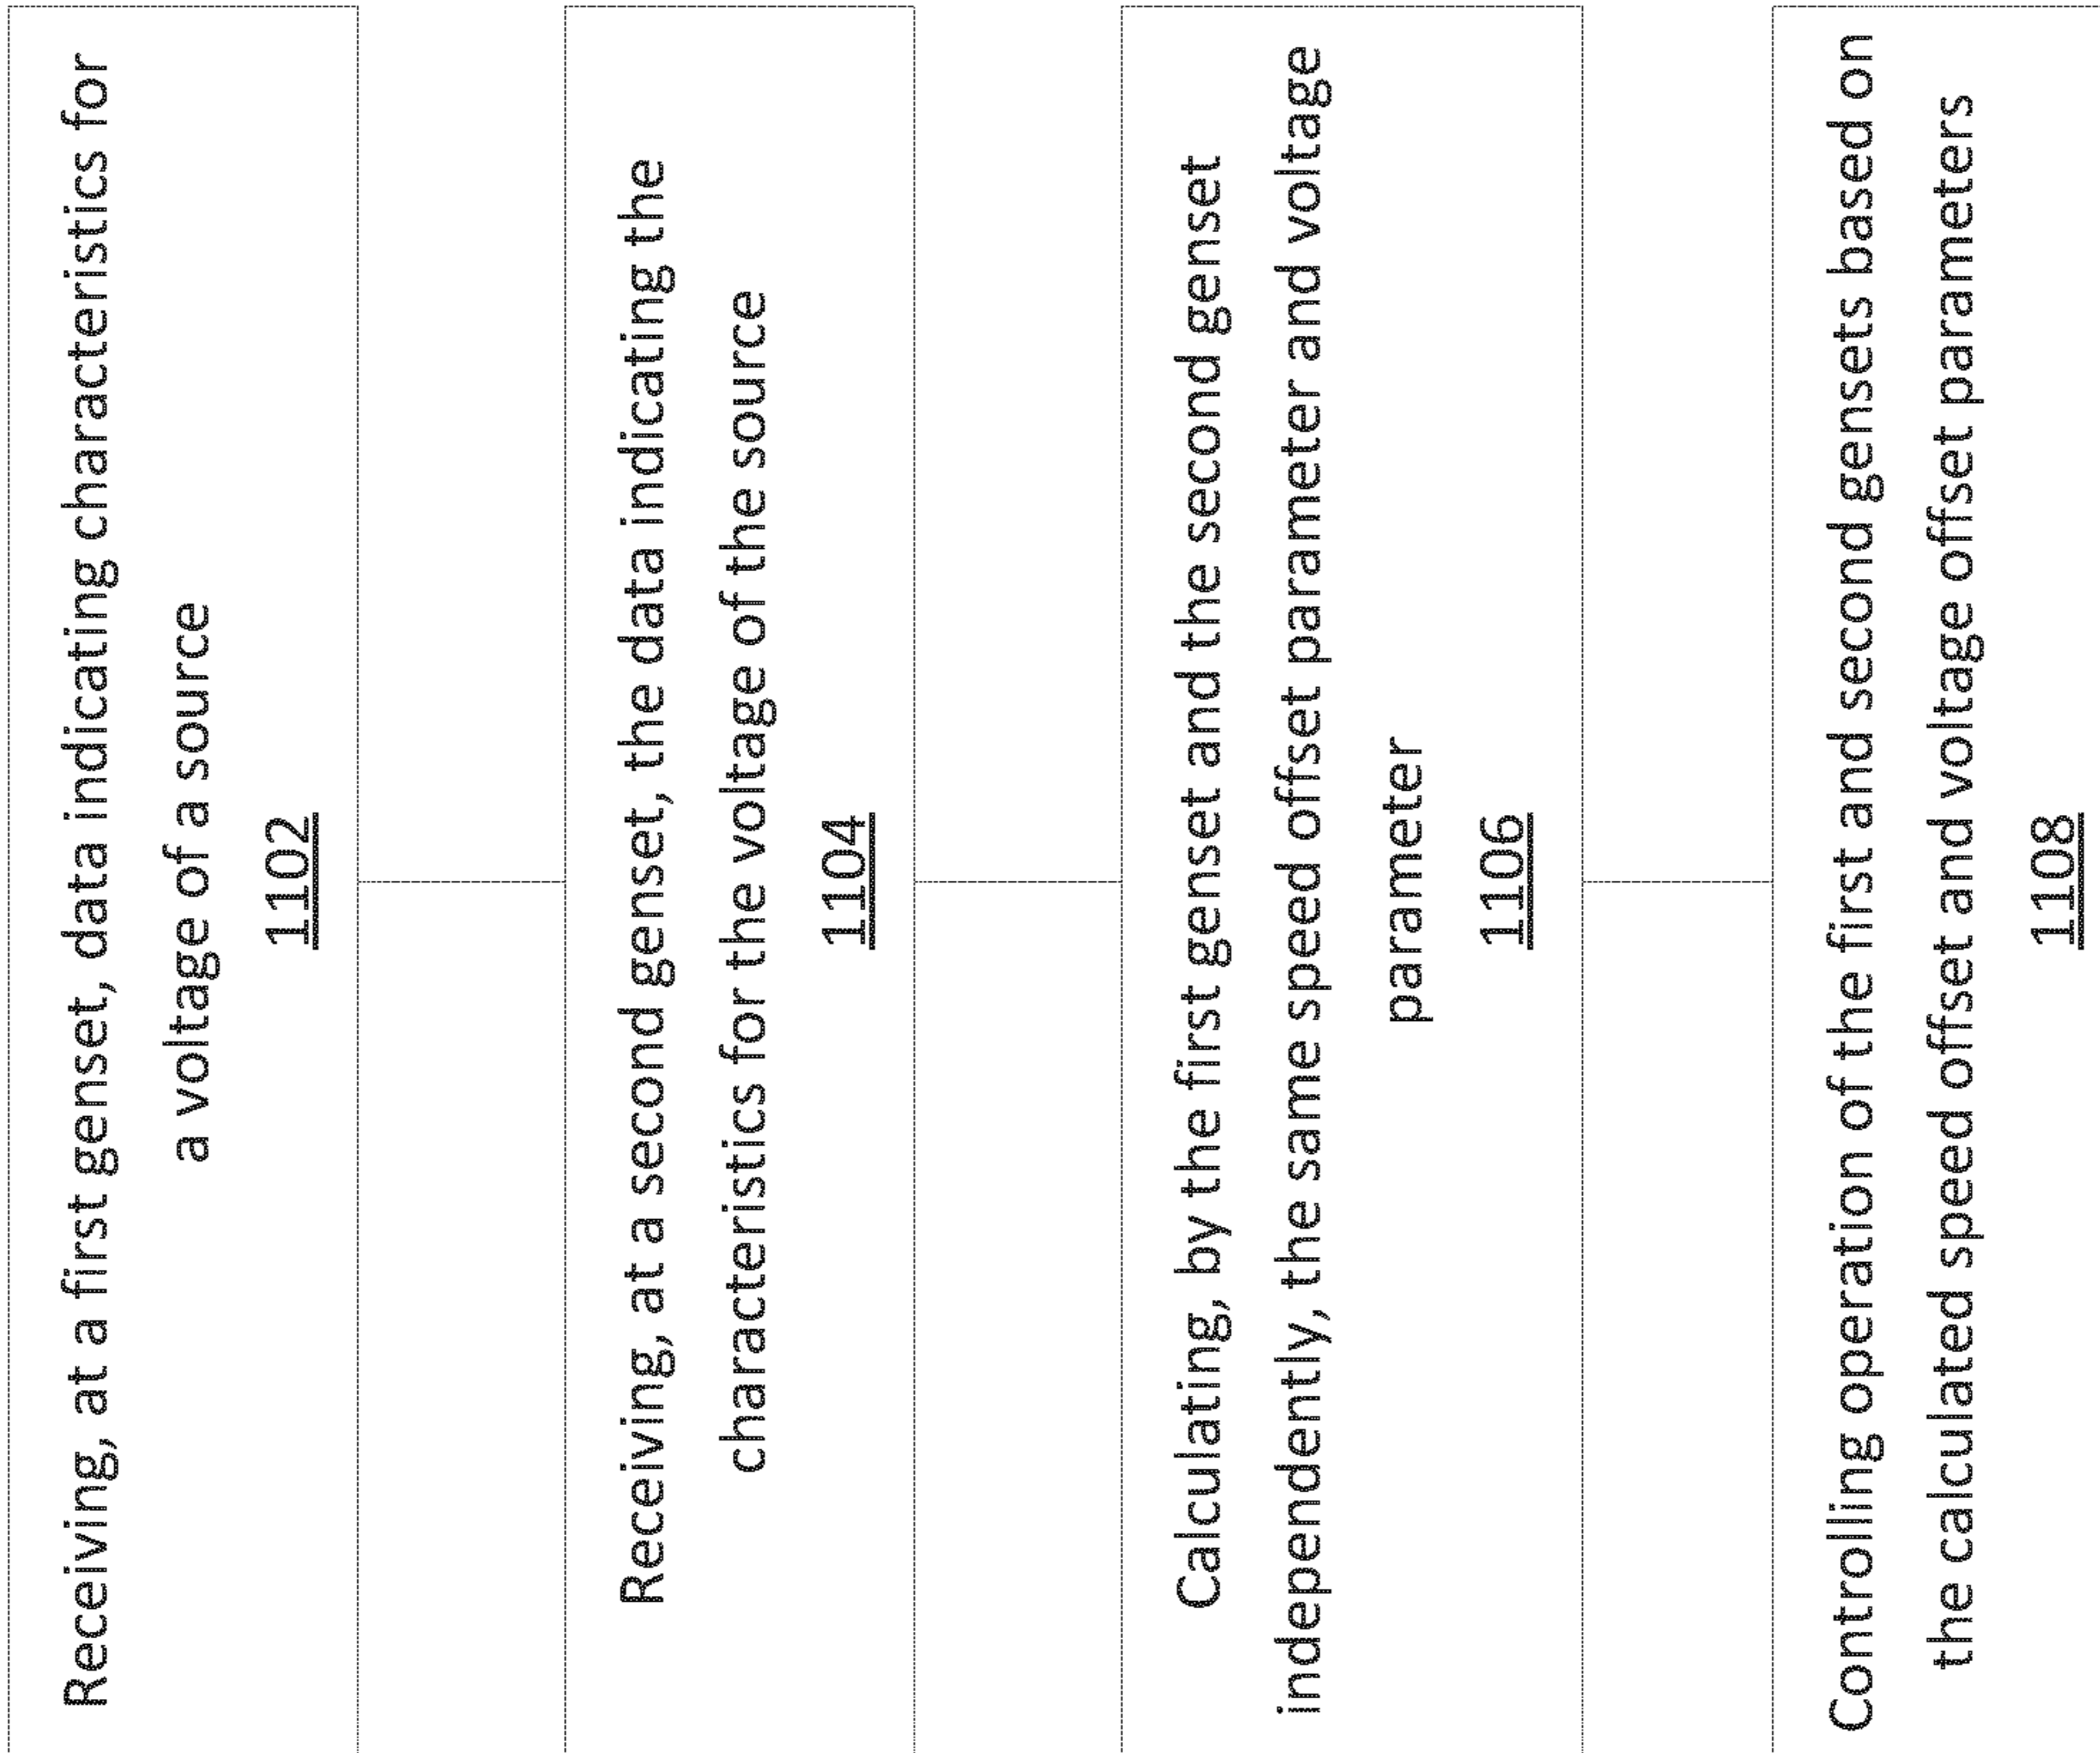 Receiving, at a first genset, data indicating characteristics for
a voltage of a source
1102
Receiving, at a second genset, the data indicating the
characteristics for the voltage of the source
1104
Calculating, by the first genset and the second genset
independently, the same speed offset parameter and voltage
parameter
1106
Controlling operation of the first and second gensets based on
the calculated speed offset and voltage offset parameters
1108